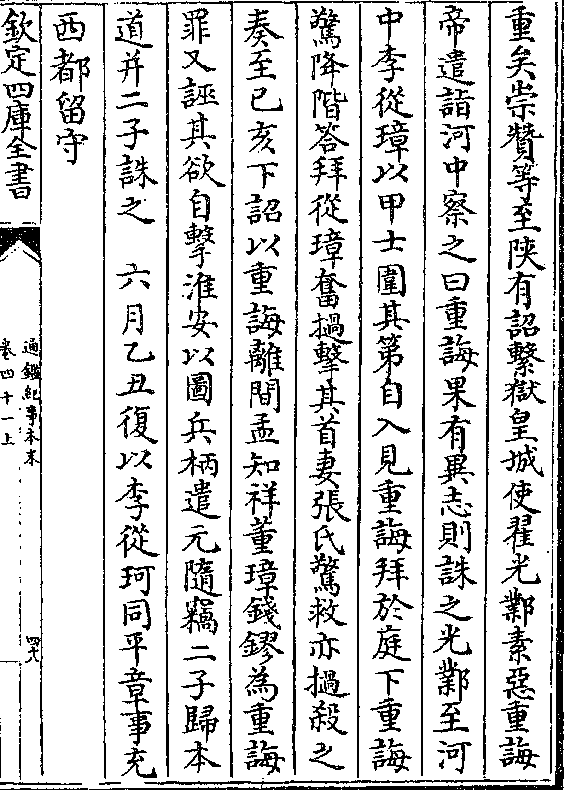 重矣崇贊等至陜有詔繫獄皇城使翟光鄴素惡重誨
帝遣詣河中察之曰重誨果有異志則誅之光鄴至河
中李從璋以甲士圍其第自入見重誨拜於庭下重誨
驚降階答拜從璋奮撾擊其首妻張氏驚救亦撾殺之
奏至已亥下詔以重誨離間孟知祥董璋錢鏐為重誨
罪又誣其欲自擊淮安以圖兵柄遣元隨竊二子歸本
道并二子誅之 六月乙丑復以李從珂同平章事充
西都留守
欽定四庫全書
通鑑紀事本末
卷四十一上
四八